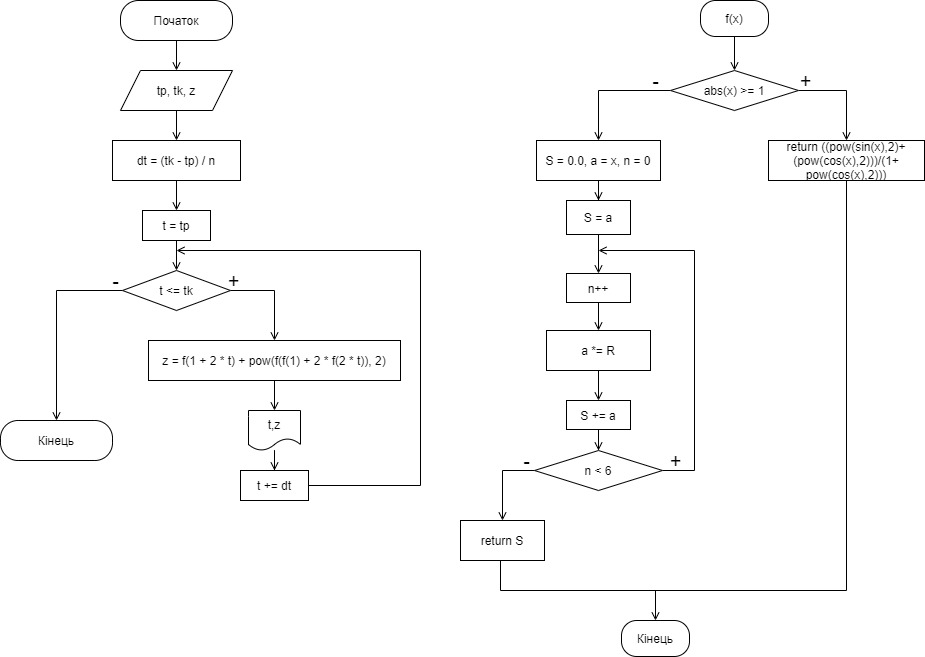 Початок
tp, tk, z
dt = (tk - tp) / n
t = tp
t <= tk
-
+
z = f(1 + 2 * t) + pow(f(f(1) + 2 * f(2 * t)), 2)
t,z
t += dt
Кінець
f(x)
abs(x) >= 1
-
+
S = 0.0, a = x, n = 0
return ((pow(sin(x),2)+
(pow(cos(x),2)))/(1+
pow(cos(x),2)))
S = a
n++
a *= R
S += a
n < 6
-
+
return S
Кінець